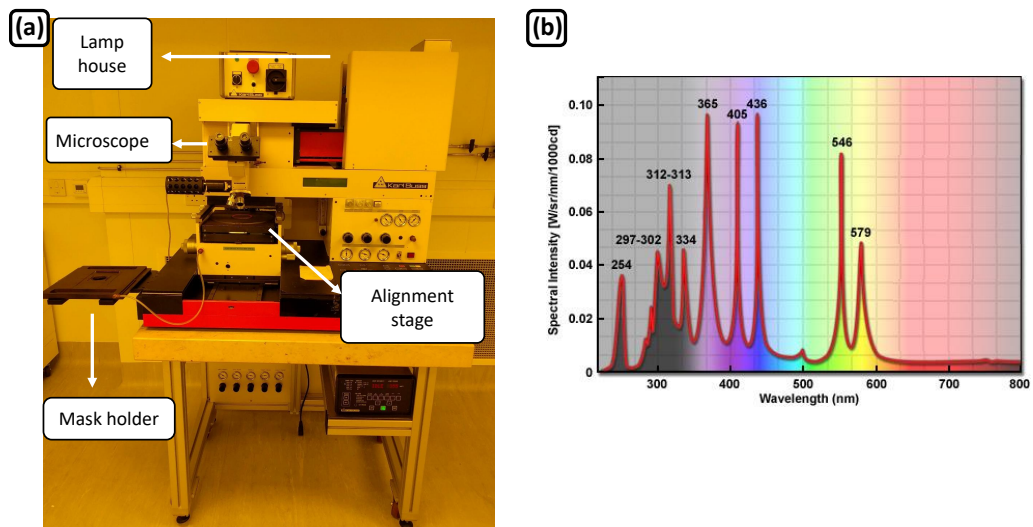 (a)
Lamp
house
Microscope
Karl Suss
Alignment
stage
Mask holder
(b)
Spectral Intensity [W/sr/nm/1000cd]
0.10
0.08
0.06
0.04
0.02
0
254
297-302
312-313
334
365
405
436
546
579
300
400
500
600
700
800
Wavelength (nm)